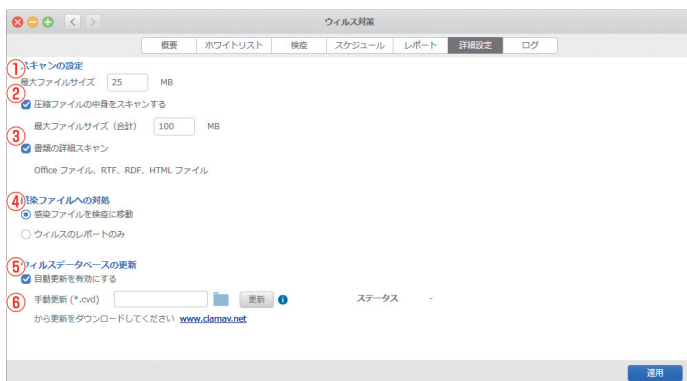 ウィルス対策
概要 ホワイトリスト 検疫 スケジュール レポート 詳細設定 ログ
① スキャンの設定
最大ファイルサイズ 25 MB
② 圧縮ファイルの中身をスキャンする
最大ファイルサイズ（合計） 100 MB
③ 書類の詳細スキャン
Office ファイル、RTF、RDF、HTML ファイル
④ 感染ファイルへの対処
感染ファイルを検疫に移動
ウィルスのレポートのみ
⑤ ウィルスデータベースの更新
自動更新を有効にする
⑥ 手動更新 (*.cvd) 更新 ステータス -
から更新をダウンロードしてください www.clamav.net
適用